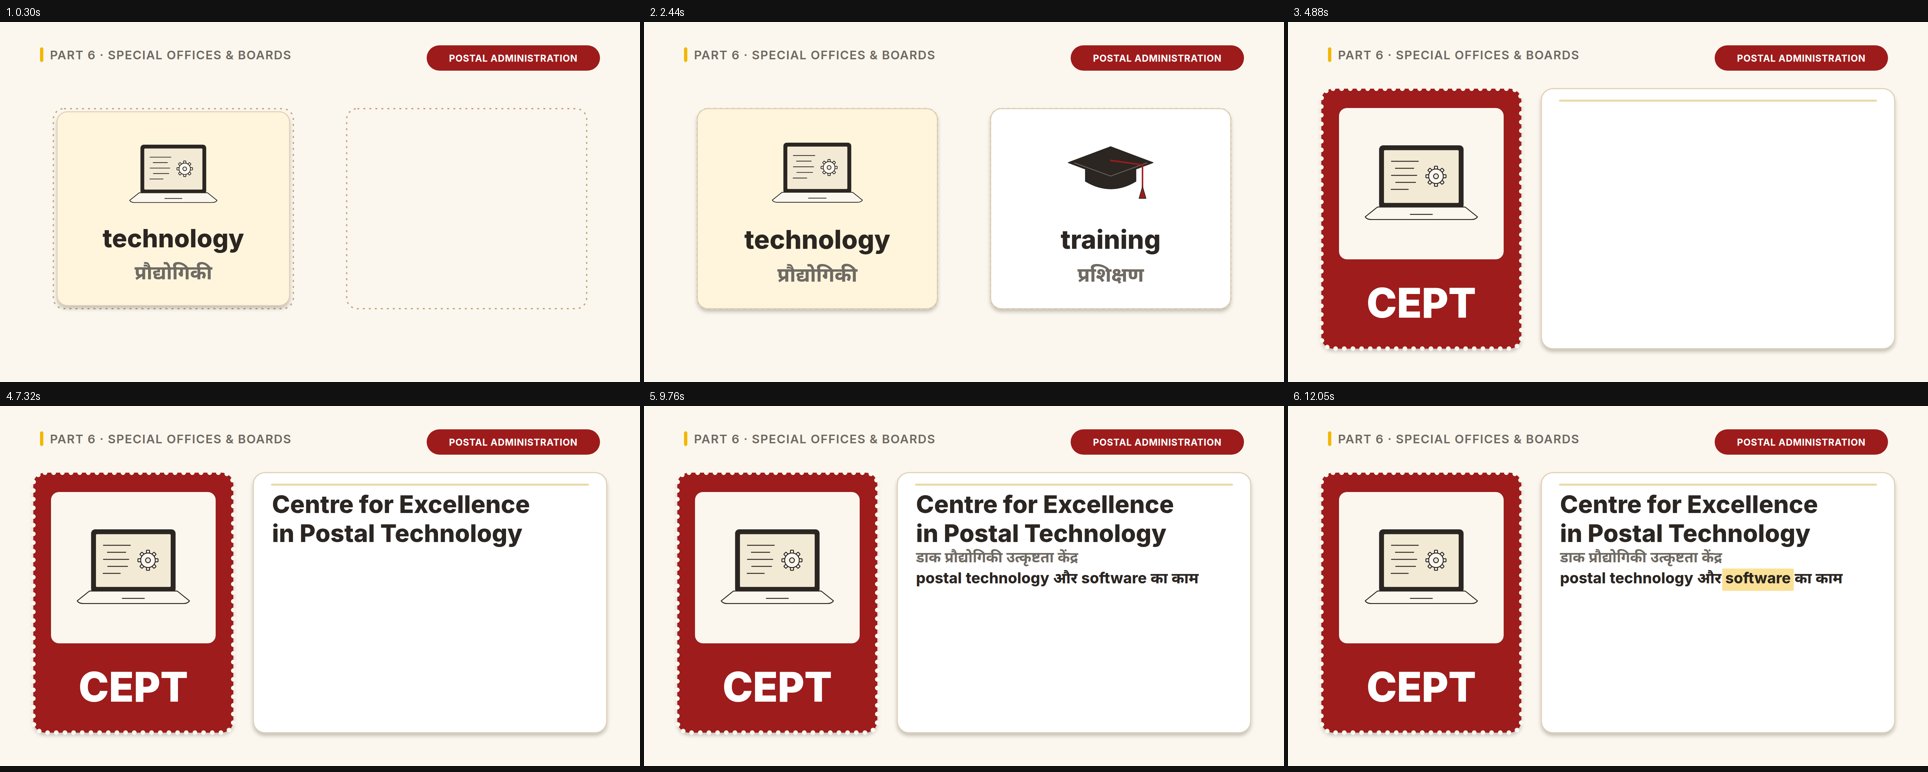 1. 0.30s
PART 6 · SPECIAL OFFICES & BOARDS
POSTAL ADMINISTRATION
technology
प्रौद्योगिकी
2. 2.44s
PART 6 · SPECIAL OFFICES & BOARDS
POSTAL ADMINISTRATION
technology
प्रौद्योगिकी
training
प्रशिक्षण
3. 4.88s
PART 6 · SPECIAL OFFICES & BOARDS
POSTAL ADMINISTRATION
CEPT
4. 7.32s
PART 6 · SPECIAL OFFICES & BOARDS
POSTAL ADMINISTRATION
CEPT
Centre for Excellence
in Postal Technology
5. 9.76s
PART 6 · SPECIAL OFFICES & BOARDS
POSTAL ADMINISTRATION
CEPT
Centre for Excellence
in Postal Technology
डाक प्रौद्योगिकी उत्कृष्टता केंद्र
postal technology और software का काम
6. 12.05s
PART 6 · SPECIAL OFFICES & BOARDS
POSTAL ADMINISTRATION
CEPT
Centre for Excellence
in Postal Technology
डाक प्रौद्योगिकी उत्कृष्टता केंद्र
postal technology और software का काम